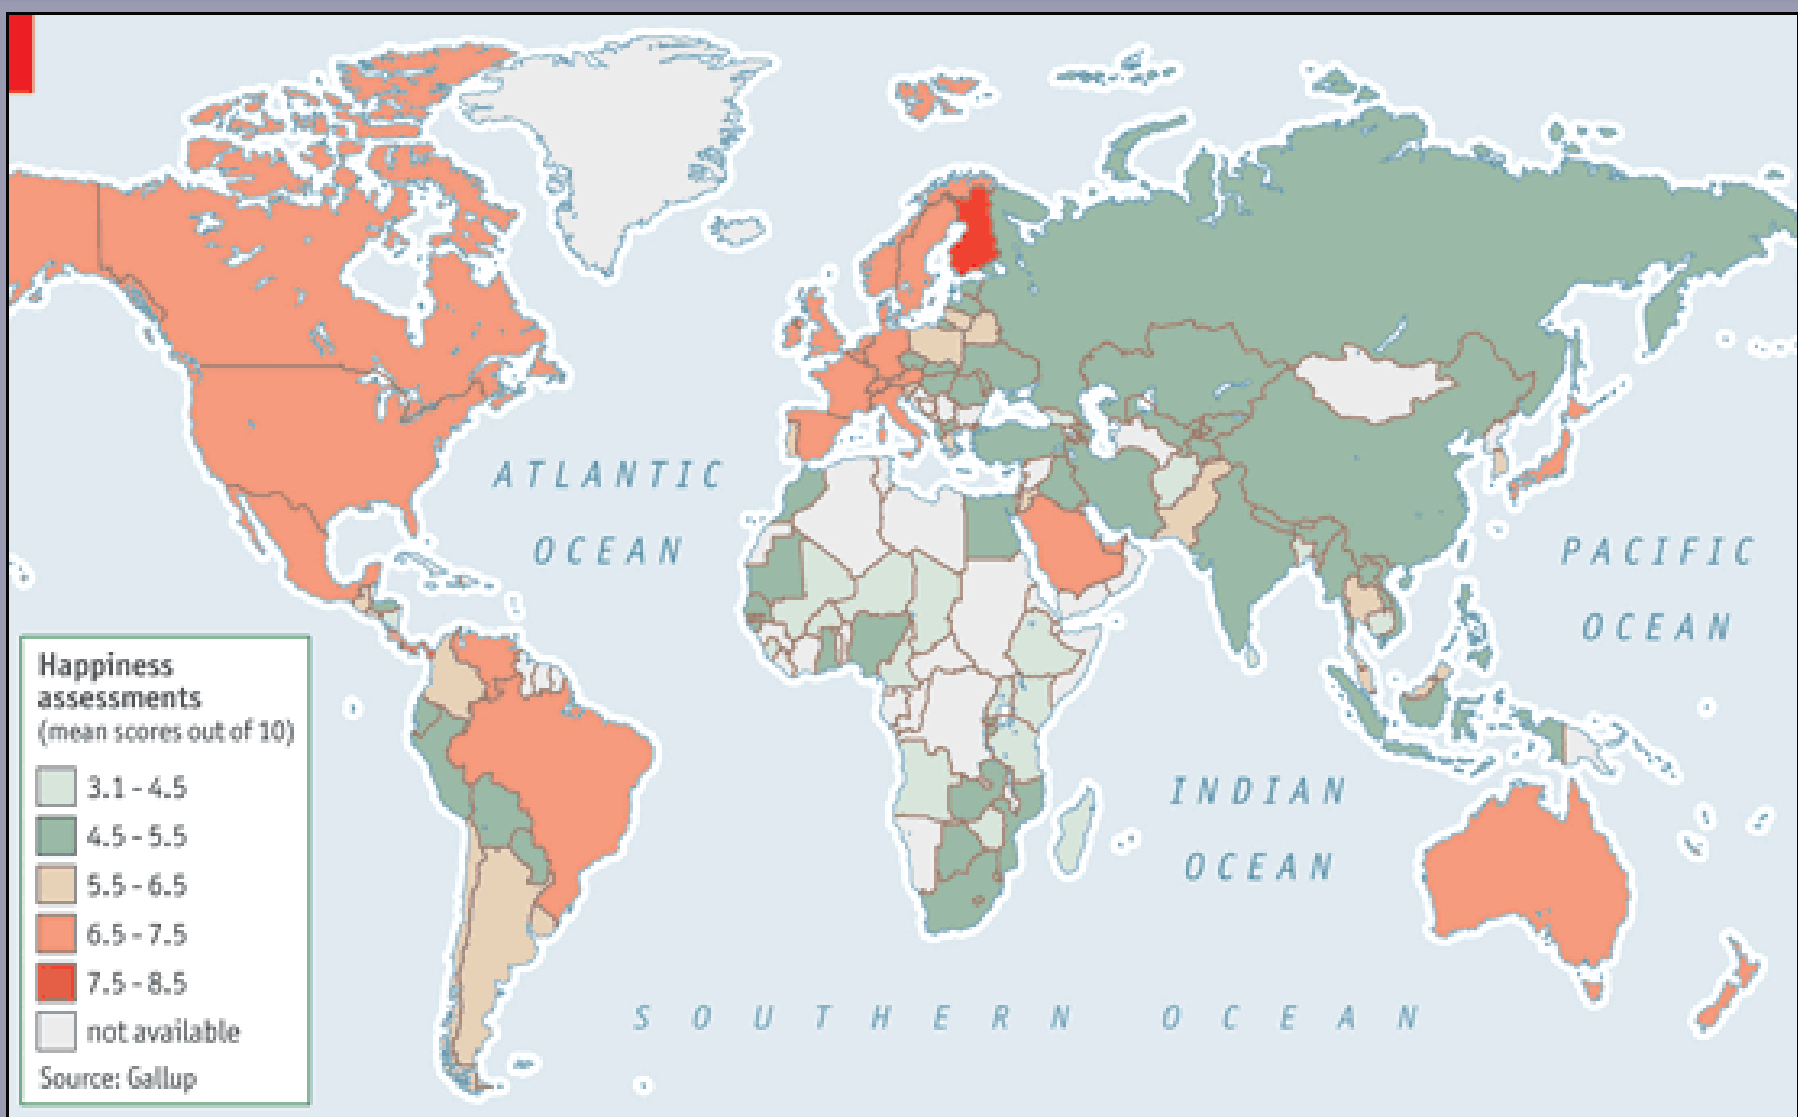 ATLANTIC
OCEAN
PACIFIC
OCEAN
INDIAN
OCEAN
SOUTHERN OCEAN
Happiness
assessments
(mean scores out of 10)
3.1 - 4.5
4.5 - 5.5
5.5 - 6.5
6.5 - 7.5
7.5 - 8.5
not available
Source: Gallup